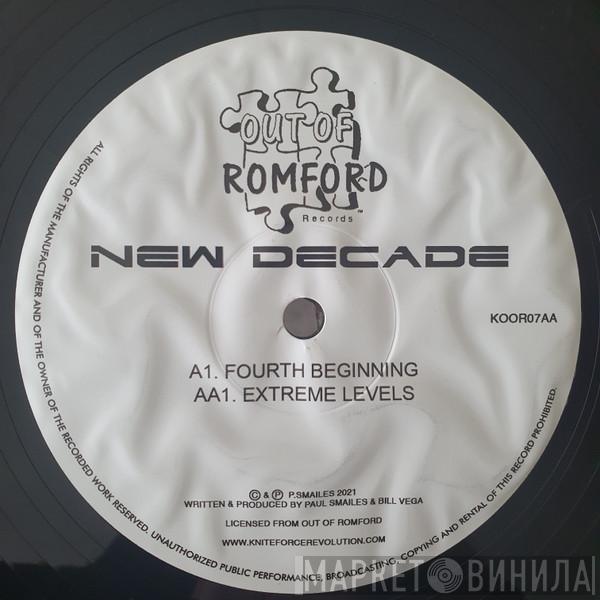 OUT OF
ROMFORD
Records ™
NEW DECADE
KOOR07AA
A1. FOURTH BEGINNING
AA1. EXTREME LEVELS
© & ℗ P.SMAILES 2021
WRITTEN & PRODUCED BY PAUL SMAILES & BILL VEGA
LICENSED FROM OUT OF ROMFORD
WWW.KNITEFORCEREVOLUTION.COM
ALL RIGHTS OF THE MANUFACTURER AND OF THE OWNER OF THE RECORDED WORK RESERVED. UNAUTHORIZED PUBLIC PERFORMANCE, BROADCASTING, COPYING AND RENTAL OF THIS RECORD PROHIBITED.
МАРКЕТ ВИНИЛА